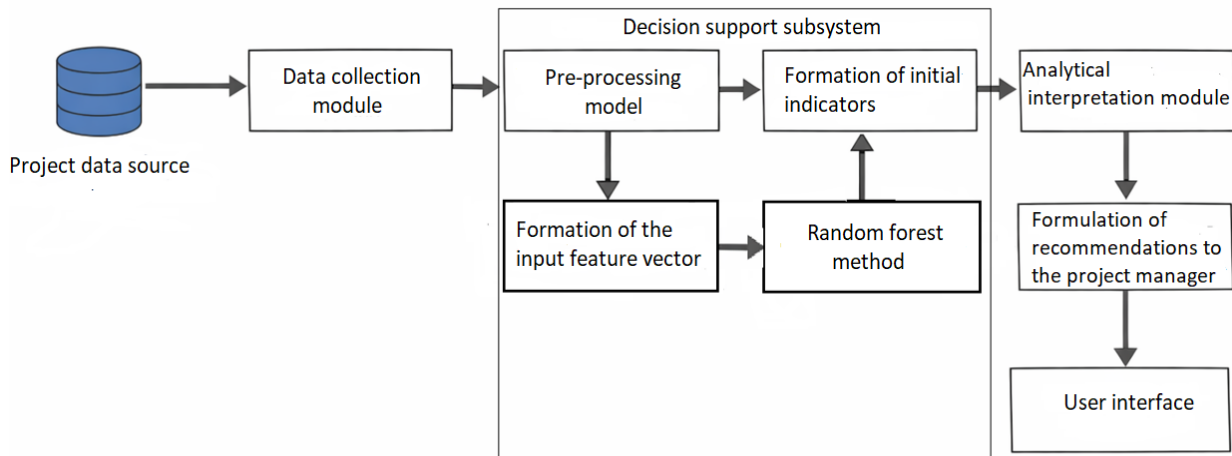 Decision support subsystem
Project data source
Data collection
module
Pre-processing
model
Formation of initial
indicators
Analytical
interpretation module
Formation of the
input feature vector
Random forest
method
Formulation of
recommendations to
the project manager
User interface